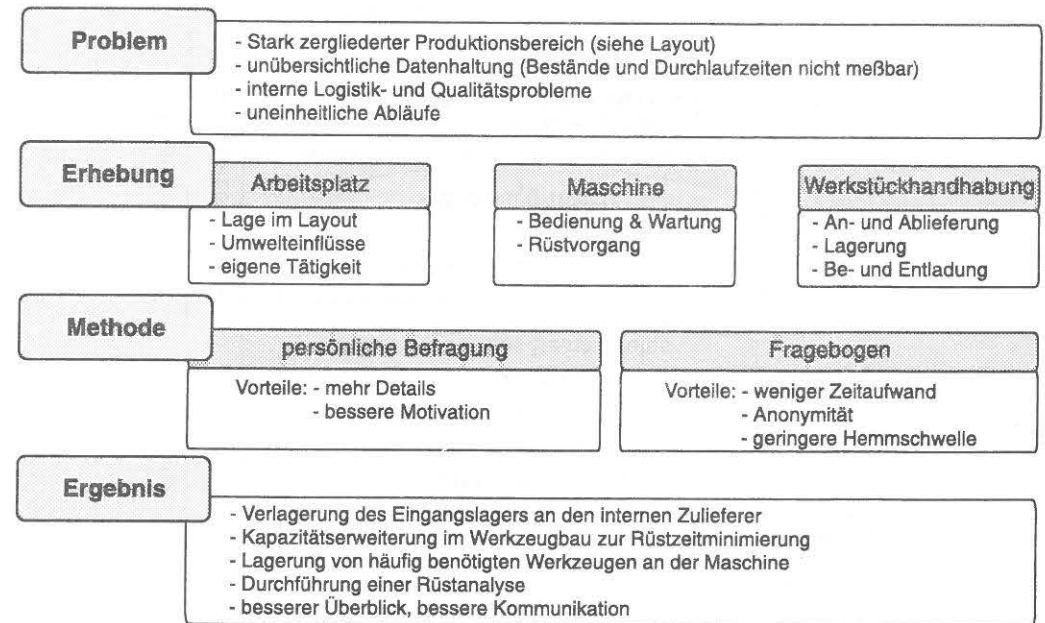 Problem
- Stark zergliederter Produktionsbereich (siehe Layout)
- unübersichtliche Datenhaltung (Bestände und Durchlaufzeiten nicht meßbar)
- interne Logistik- und Qualitätsprobleme
- uneinheitliche Abläufe
Erhebung
Arbeitsplatz
- Lage im Layout
- Umwelteinflüsse
- eigene Tätigkeit
Maschine
- Bedienung & Wartung
- Rüstvorgang
Werkstückhandhabung
- An- und Ablieferung
- Lagerung
- Be- und Entladung
Methode
persönliche Befragung
Vorteile: - mehr Details
- bessere Motivation
Fragebogen
Vorteile: - weniger Zeitaufwand
- Anonymität
- geringere Hemmschwelle
Ergebnis
- Verlagerung des Eingangslagers an den internen Zulieferer
- Kapazitätserweiterung im Werkzeugbau zur Rüstzeitminimierung
- Lagerung von häufig benötigten Werkzeugen an der Maschine
- Durchführung einer Rüstanalyse
- besserer Überblick, bessere Kommunikation